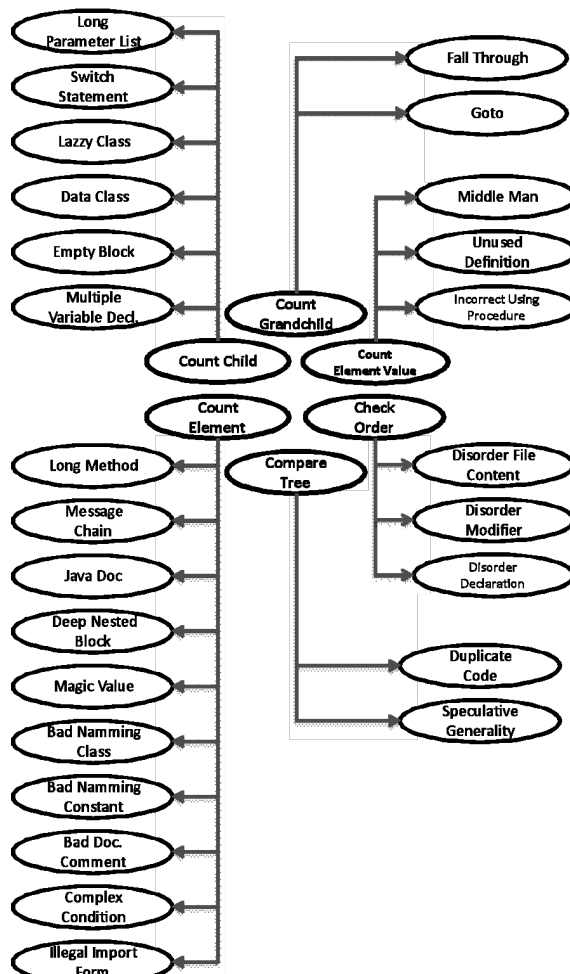 Long
Parameter List
Switch
Statement
Lazzy Class
Data Class
Empty Block
Multiple
Variable Decl.
Count Child
Fall Through
Goto
Count
Grandchild
Middle Man
Unused
Definition
Incorrect Using
Procedure
Count
Element Value
Count
Element
Long Method
Message
Chain
Java Doc
Deep Nested
Block
Magic Value
Bad Namming
Class
Bad Namming
Constant
Bad Doc.
Comment
Complex
Condition
Illegal Import
Form
Compare
Tree
Check
Order
Disorder File
Content
Disorder
Modifier
Disorder
Declaration
Duplicate
Code
Speculative
Generality